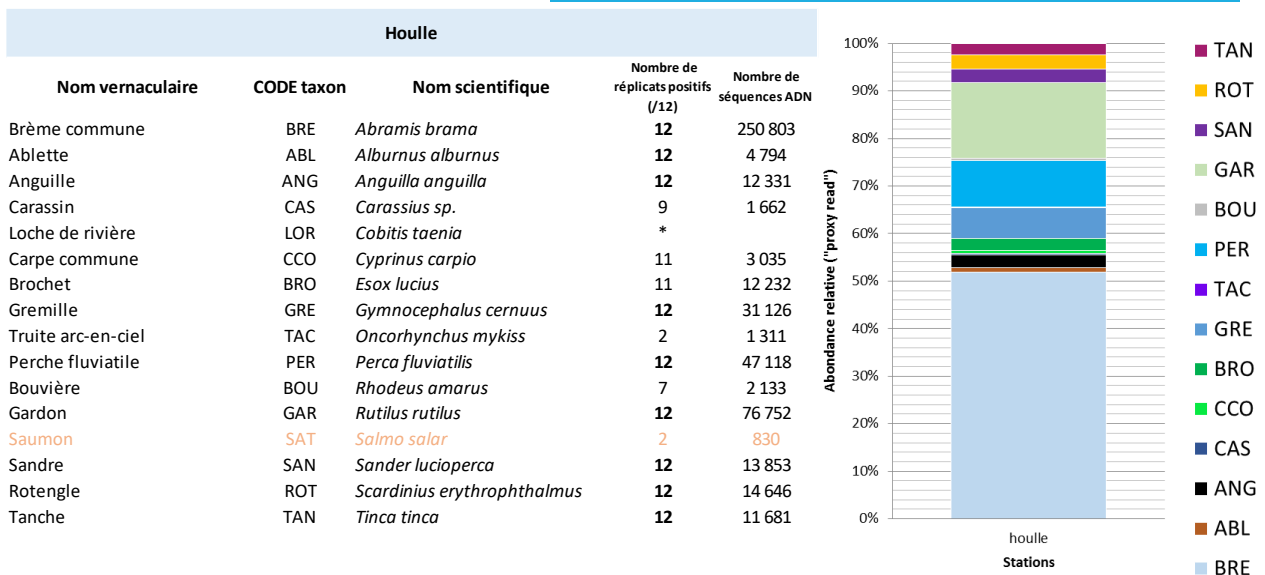 Houlle
Nom vernaculaire CODE taxon Nom scientifique Nombre de réplicats positifs (/12) Nombre de séquences ADN
Brème commune BRE Abramis brama 12 250 803
Ablette ABL Alburnus alburnus 12 4 794
Anguille ANG Anguilla anguilla 12 12 331
Carassin CAS Carassius sp. 9 1 662
Loche de rivière LOR Cobitis taenia *
Carpe commune CCO Cyprinus carpio 11 3 035
Brochet BRO Esox lucius 11 12 232
Gremille GRE Gymnocephalus cernuus 12 31 126
Truite arc-en-ciel TAC Oncorhynchus mykiss 2 1 311
Perche fluviatile PER Perca fluviatilis 12 47 118
Bouvière BOU Rhodeus amarus 7 2 133
Gardon GAR Rutilus rutilus 12 76 752
Saumon SAT Salmo salar 2 830
Sandre SAN Sander lucioperca 12 13 853
Rotengle ROT Scardinius erythrophthalmus 12 14 646
Tanche TAN Tinca tinca 12 11 681
Abondance relative ("proxy read")
100%
90%
80%
70%
60%
50%
40%
30%
20%
10%
0%
houlle
Stations
TAN
ROT
SAN
GAR
BOU
PER
TAC
GRE
BRO
CCO
CAS
ANG
ABL
BRE